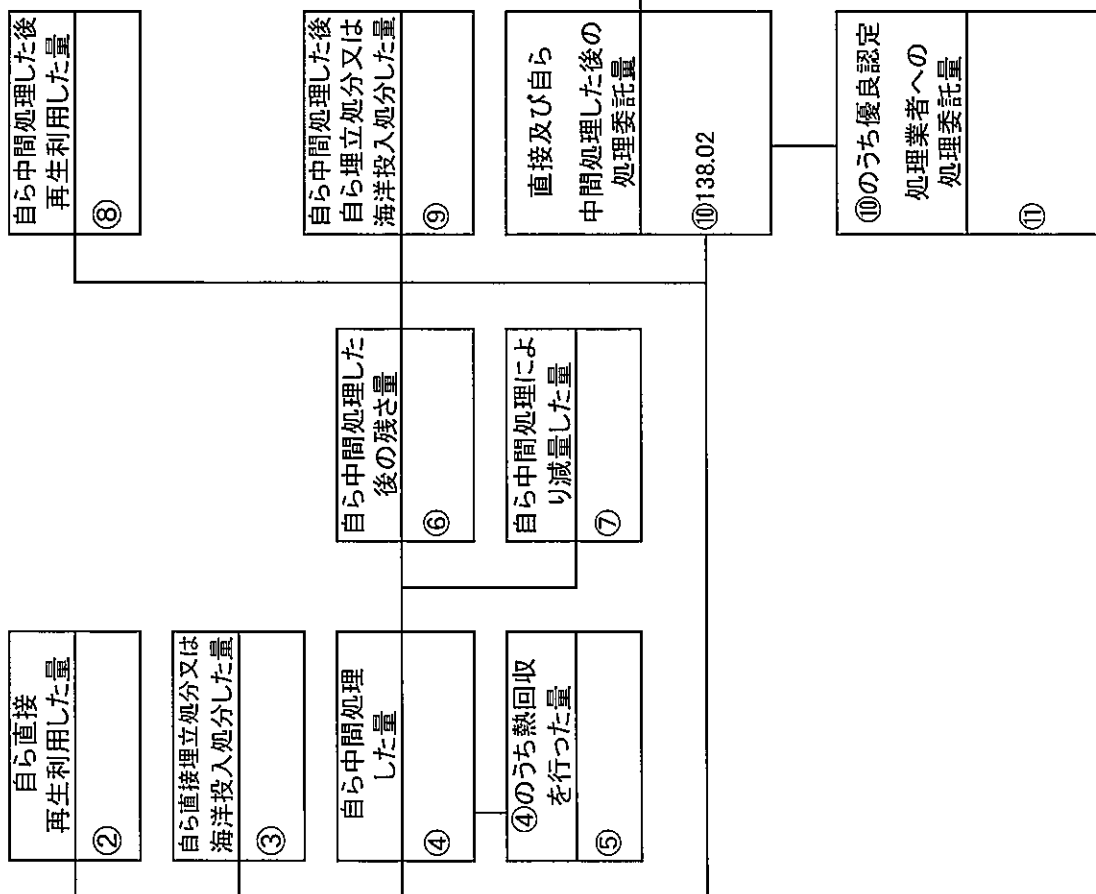 自ら直接
再生利用した量
②
自ら直接埋立処分又は
海洋投入処分した量
③
自ら中間処理
した量
④
④のうち熱回収
を行った量
⑤
自ら中間処理した
後の残さ量
⑥
自ら中間処理によ
り減量した量
⑦
自ら中間処理した後
再生利用した量
⑧
自ら中間処理した後
自ら埋立処分又は
海洋投入処分した量
⑨
直接及び自ら
中間処理した後の
処理委託量
⑩138.02
⑩のうち優良認定
処理業者への
処理委託量
⑪